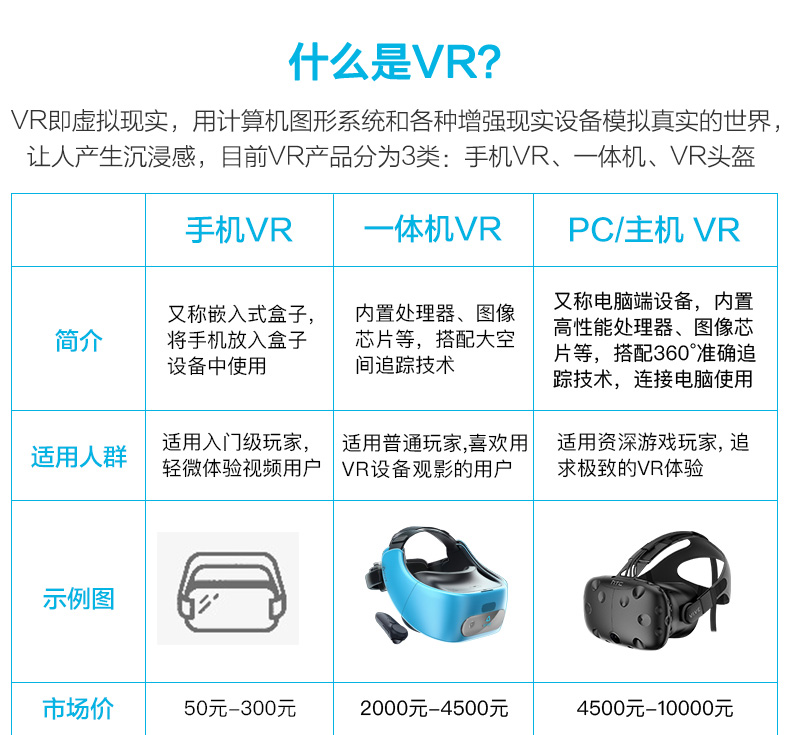 什么是VR?
VR即虚拟现实，用计算机图形系统和各种增强现实设备模拟真实的世界，
让人产生沉浸感，目前VR产品分为3类：手机VR、一体机、VR头盔
手机VR
一体机VR
PC/主机 VR
简介
又称嵌入式盒子，
将手机放入盒子
设备中使用
内置处理器、图像
芯片等，搭配大空
间追踪技术
又称电脑端设备，内置
高性能处理器、图像芯
片等，搭配360°准确追
踪技术，连接电脑使用
适用人群
适用入门级玩家，
轻微体验视频用户
适用普通玩家,喜欢用
VR设备观影的用户
适用资深游戏玩家, 追
求极致的VR体验
示例图
hTC
VIVE
市场价
50元-300元
2000元-4500元
4500元-10000元